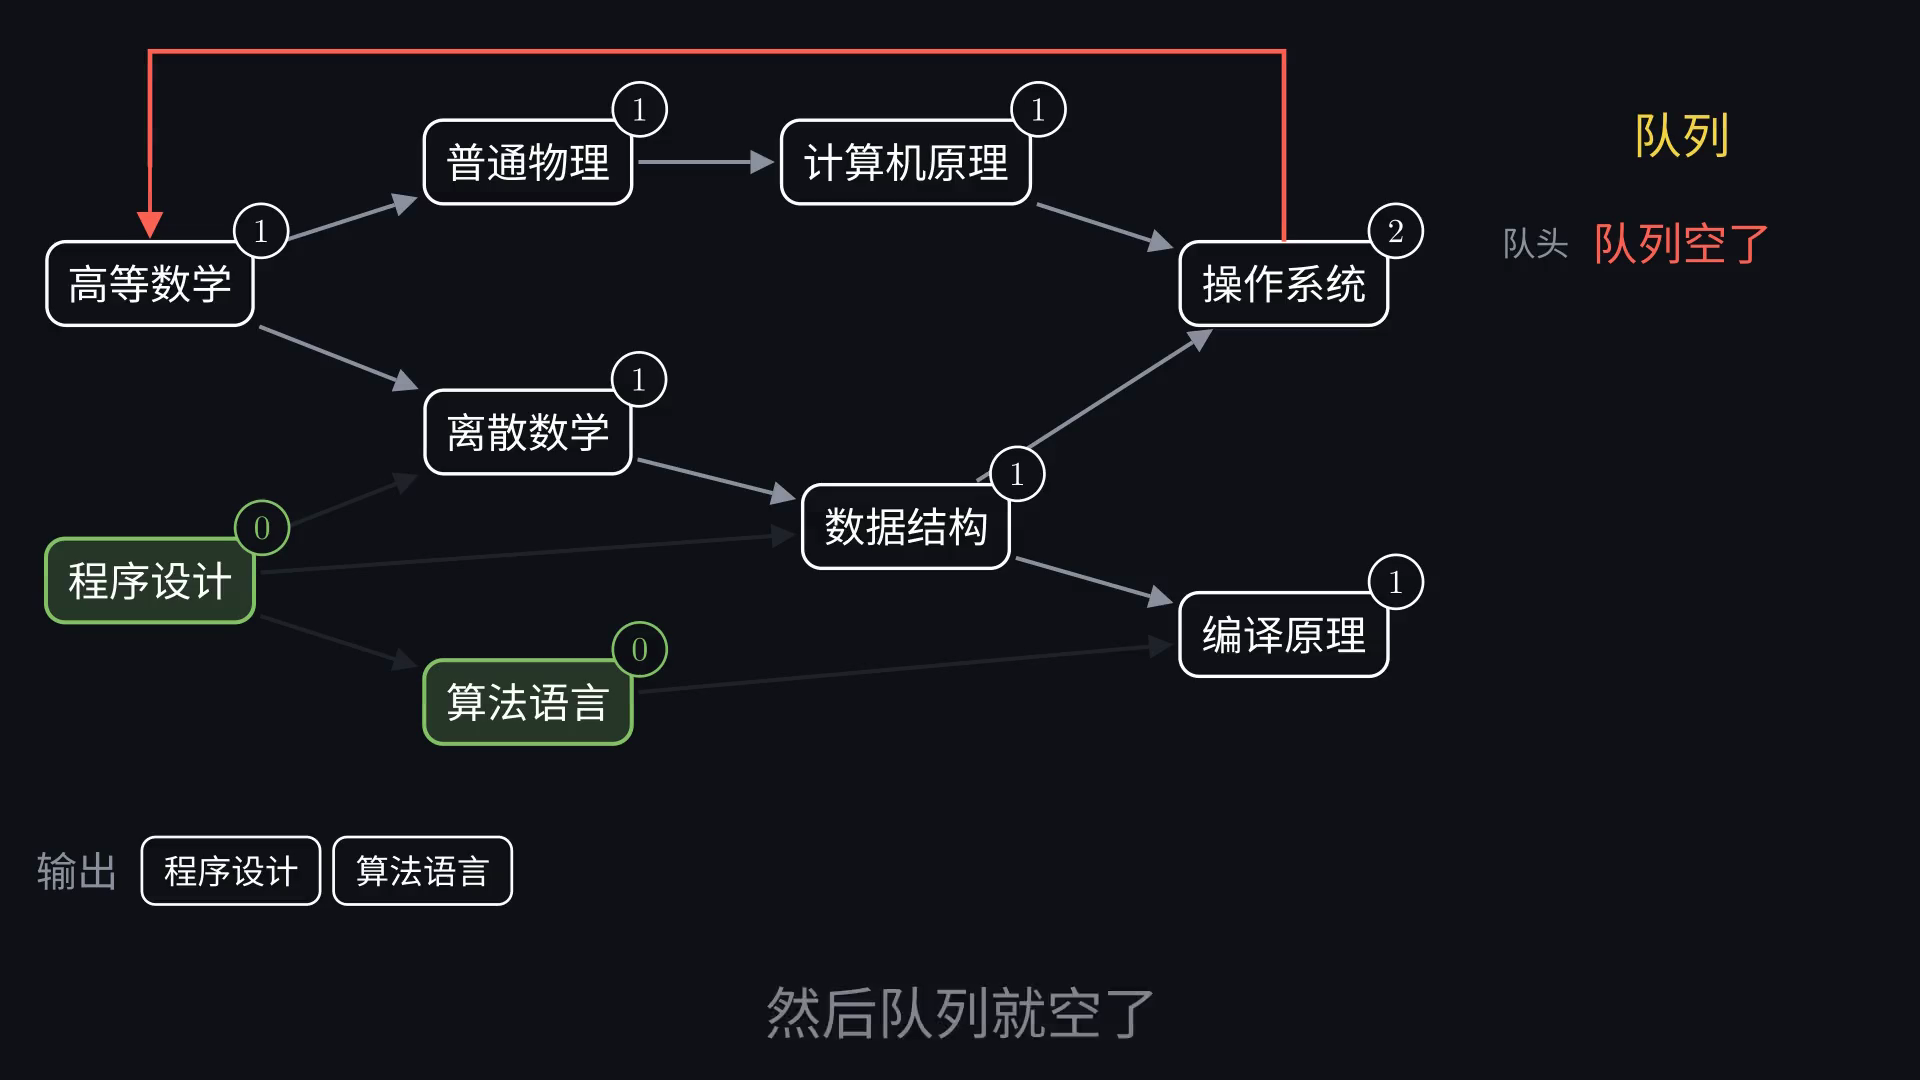 1
1
普通物理
计算机原理
队列
1
2
高等数学
操作系统
队头
队列空了
1
离散数学
1
数据结构
0
程序设计
1
编译原理
0
算法语言
输出
程序设计
算法语言
然后队列就空了